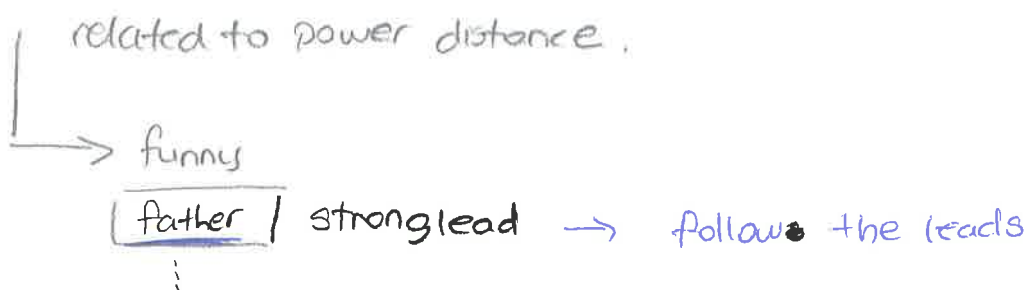 related to power distance.
→ funny
father / stronglead → follow the leads